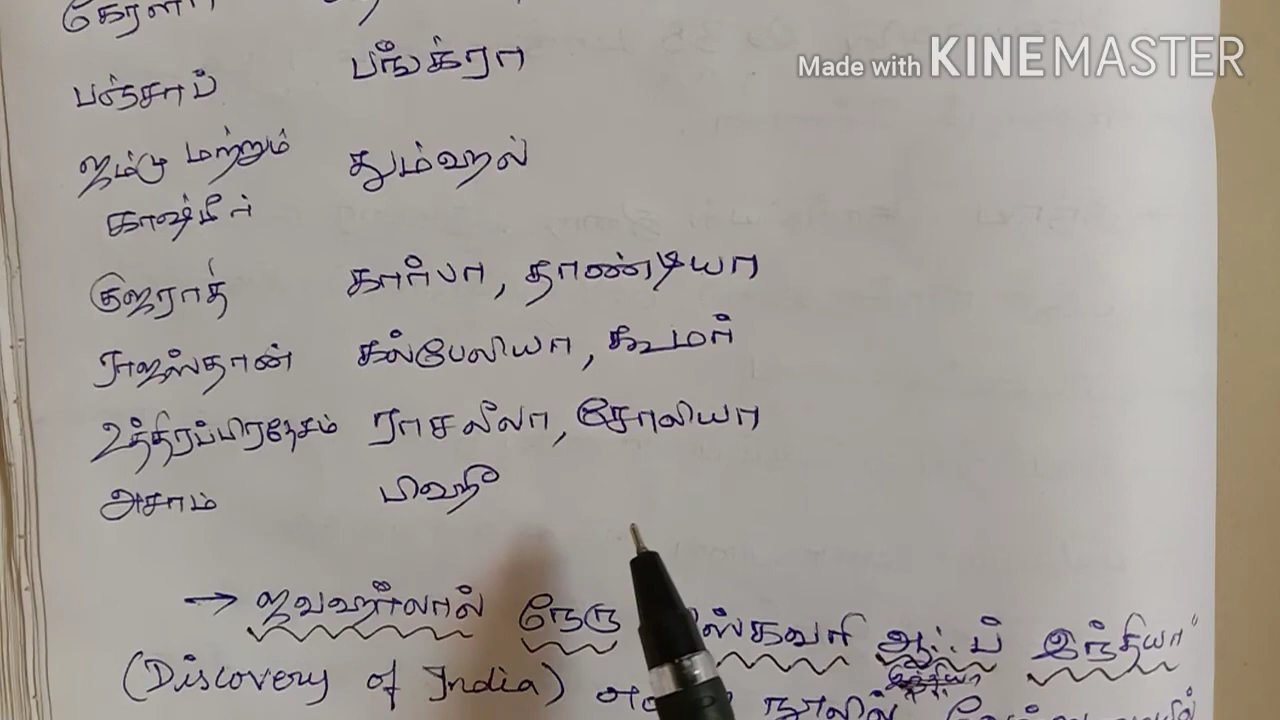 கேரளா
Made with KINEMASTER
பஞ்சாப் பங்க்ரா
ஜம்மு மற்றும் தும்ஹல்
காஷ்மீர்
குஜராத் கார்பா, தாண்டியா
ராஜஸ்தான் கல்பேலியா, கூமர்
உத்திரப்பிரதேசம் ராசலீலா, சோலியா
அசாம் பிஹூ
→ ஜவஹர்லால் நேரு ஸ்கவரி ஆஃப் இந்தியா"
(Discovery of India) நூலில்